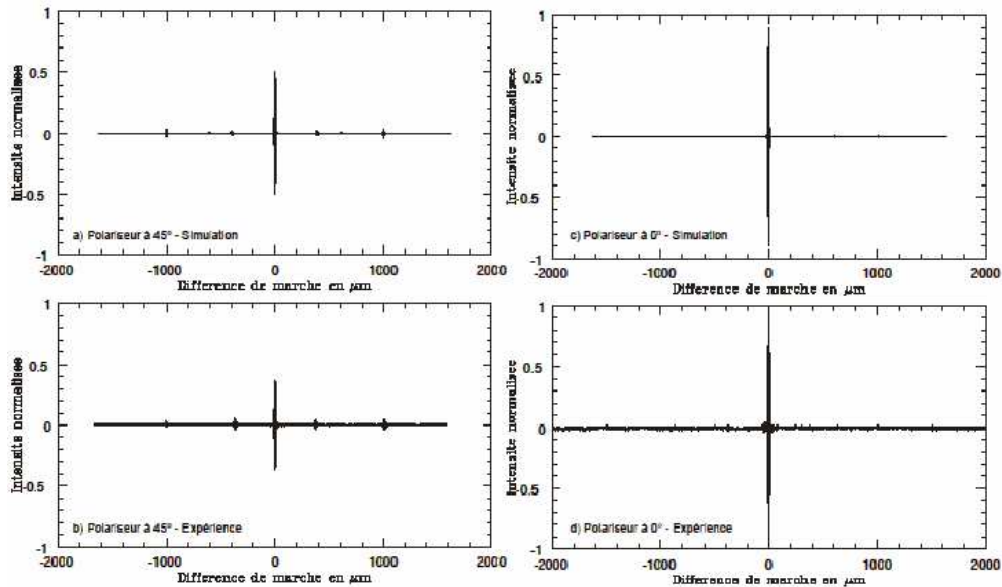 1
0.5
0
-0.5
-1
Intensite normalisee
a) Polariseur à 45° - Simulation
-2000 -1000 0 1000 2000
Difference de marche en µm
1
0.5
0
-0.5
-1
Intensite normalisee
c) Polariseur à 0° - Simulation
-2000 -1000 0 1000 2000
Difference de marche en µm
1
0.5
0
-0.5
-1
Intensite normalisee
b) Polariseur à 45° - Expérience
-2000 -1000 0 1000 2000
Difference de marche en µm
1
0.5
0
-0.5
-1
Intensite normalisee
d) Polariseur à 0° - Expérience
-2000 -1000 0 1000 2000
Difference de marche en µm